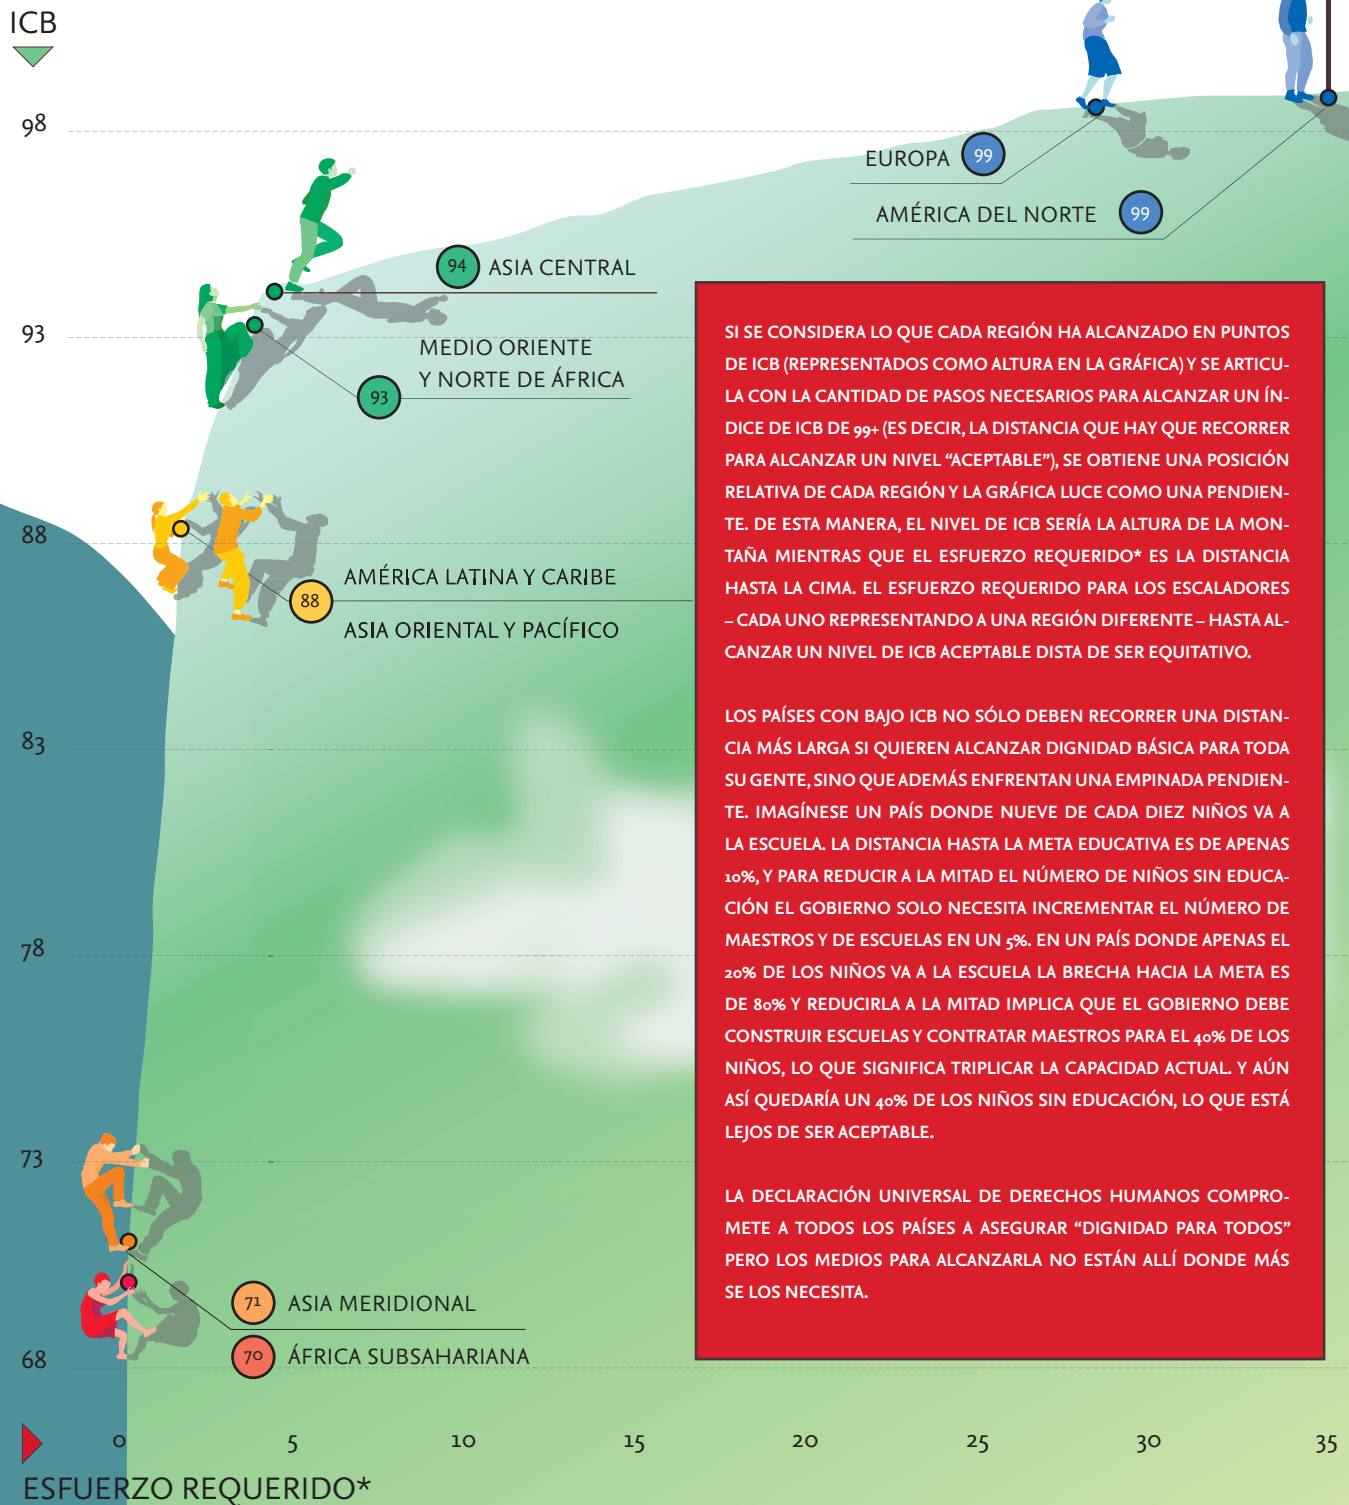 ICB
98
EUROPA 99
AMÉRICA DEL NORTE 99
94 ASIA CENTRAL
93
MEDIO ORIENTE
Y NORTE DE ÁFRICA
93
88
AMÉRICA LATINA Y CARIBE
88
ASIA ORIENTAL Y PACÍFICO
83
78
73
71 ASIA MERIDIONAL
70 ÁFRICA SUBSAHARIANA
68
SI SE CONSIDERA LO QUE CADA REGIÓN HA ALCANZADO EN PUNTOS
DE ICB (REPRESENTADOS COMO ALTURA EN LA GRÁFICA) Y SE ARTICU-
LA CON LA CANTIDAD DE PASOS NECESARIOS PARA ALCANZAR UN ÍN-
DICE DE ICB DE 99+ (ES DECIR, LA DISTANCIA QUE HAY QUE RECORRER
PARA ALCANZAR UN NIVEL “ACEPTABLE”), SE OBTIENE UNA POSICIÓN
RELATIVA DE CADA REGIÓN Y LA GRÁFICA LUCE COMO UNA PENDIEN-
TE. DE ESTA MANERA, EL NIVEL DE ICB SERÍA LA ALTURA DE LA MON-
TAÑA MIENTRAS QUE EL ESFUERZO REQUERIDO* ES LA DISTANCIA
HASTA LA CIMA. EL ESFUERZO REQUERIDO PARA LOS ESCALADORES
– CADA UNO REPRESENTANDO A UNA REGIÓN DIFERENTE – HASTA AL-
CANZAR UN NIVEL DE ICB ACEPTABLE DISTA DE SER EQUITATIVO.
LOS PAÍSES CON BAJO ICB NO SÓLO DEBEN RECORRER UNA DISTAN-
CIA MÁS LARGA SI QUIEREN ALCANZAR DIGNIDAD BÁSICA PARA TODA
SU GENTE, SINO QUE ADEMÁS ENFRENTAN UNA EMPINADA PENDIEN-
TE. IMAGÍNESE UN PAÍS DONDE NUEVE DE CADA DIEZ NIÑOS VA A
LA ESCUELA. LA DISTANCIA HASTA LA META EDUCATIVA ES DE APENAS
10%, Y PARA REDUCIR A LA MITAD EL NÚMERO DE NIÑOS SIN EDUCA-
CIÓN EL GOBIERNO SOLO NECESITA INCREMENTAR EL NÚMERO DE
MAESTROS Y DE ESCUELAS EN UN 5%. EN UN PAÍS DONDE APENAS EL
20% DE LOS NIÑOS VA A LA ESCUELA LA BRECHA HACIA LA META ES
DE 80% Y REDUCIRLA A LA MITAD IMPLICA QUE EL GOBIERNO DEBE
CONSTRUIR ESCUELAS Y CONTRATAR MAESTROS PARA EL 40% DE LOS
NIÑOS, LO QUE SIGNIFICA TRIPLICAR LA CAPACIDAD ACTUAL. Y AÚN
ASÍ QUEDARÍA UN 40% DE LOS NIÑOS SIN EDUCACIÓN, LO QUE ESTÁ
LEJOS DE SER ACEPTABLE.
LA DECLARACIÓN UNIVERSAL DE DERECHOS HUMANOS COMPRO-
METE A TODOS LOS PAÍSES A ASEGURAR “DIGNIDAD PARA TODOS”
PERO LOS MEDIOS PARA ALCANZARLA NO ESTÁN ALLÍ DONDE MÁS
SE LOS NECESITA.
0 5 10 15 20 25 30 35
ESFUERZO REQUERIDO*